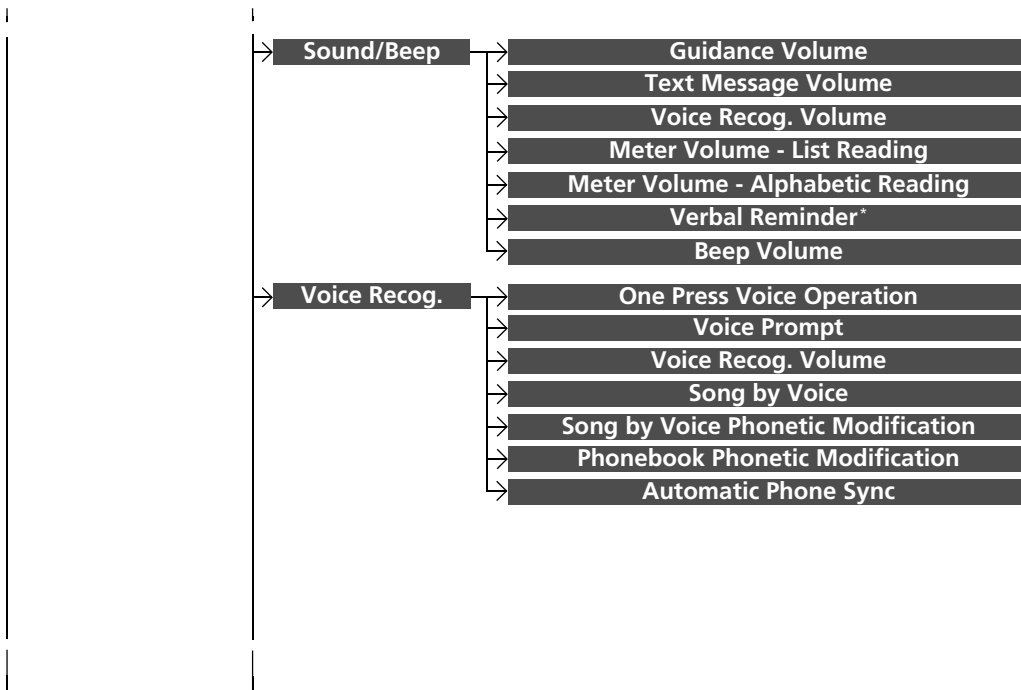 Sound/Beep
Guidance Volume
Text Message Volume
Voice Recog. Volume
Meter Volume - List Reading
Meter Volume - Alphabetic Reading
Verbal Reminder*
Beep Volume
Voice Recog.
One Press Voice Operation
Voice Prompt
Voice Recog. Volume
Song by Voice
Song by Voice Phonetic Modification
Phonebook Phonetic Modification
Automatic Phone Sync